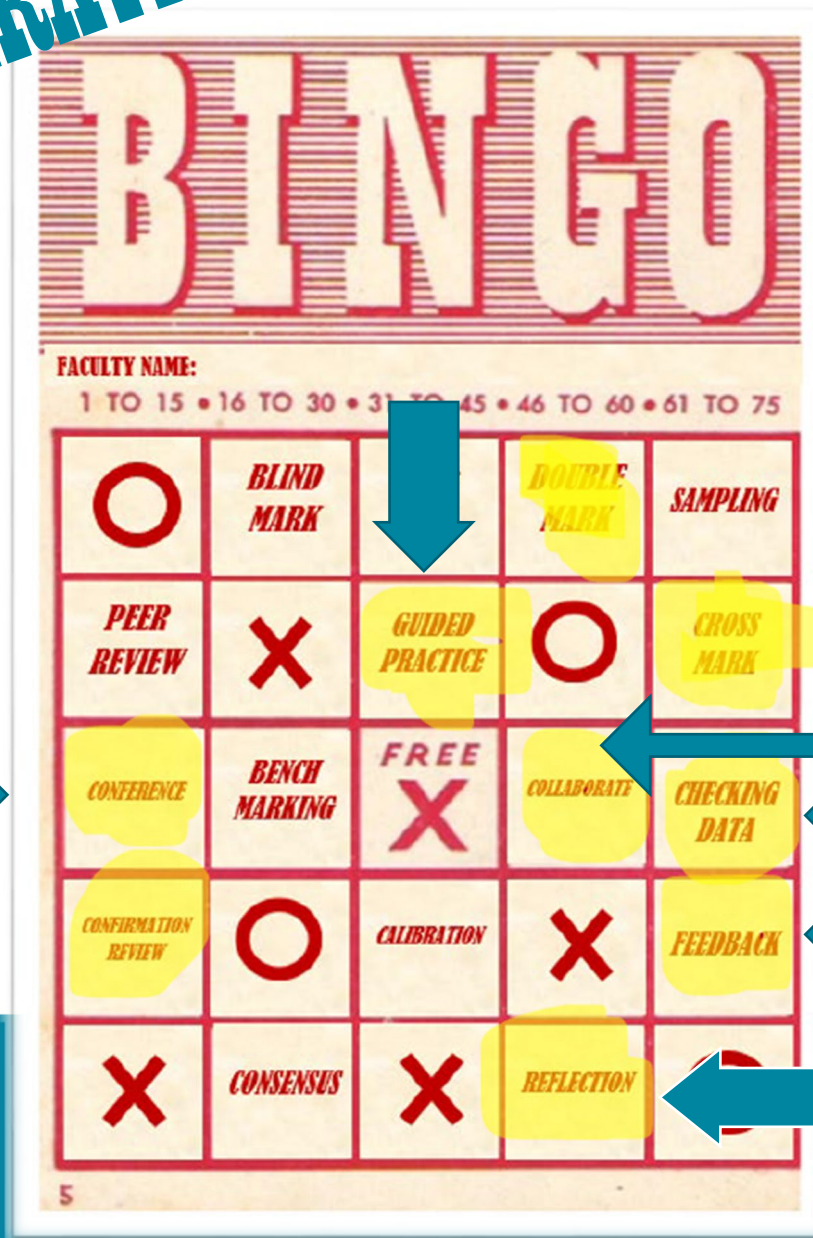 BINGO
FACULTY NAME:
1 TO 15 • 16 TO 30 • 31 45 • 46 TO 60 • 61 TO 75
BLIND
MARK
DOUBLE
MARK
SAMPLING
PEER
REVIEW
X
GUIDED
PRACTICE
CROSS
MARK
CONFERENCE
BENCH
MARKING
FREE
X
COLLABORATE
CHECKING
DATA
CONFIRMATION
REVIEW
CALIBRATION
X
FEEDBACK
X
CONSENSUS
X
REFLECTION
5